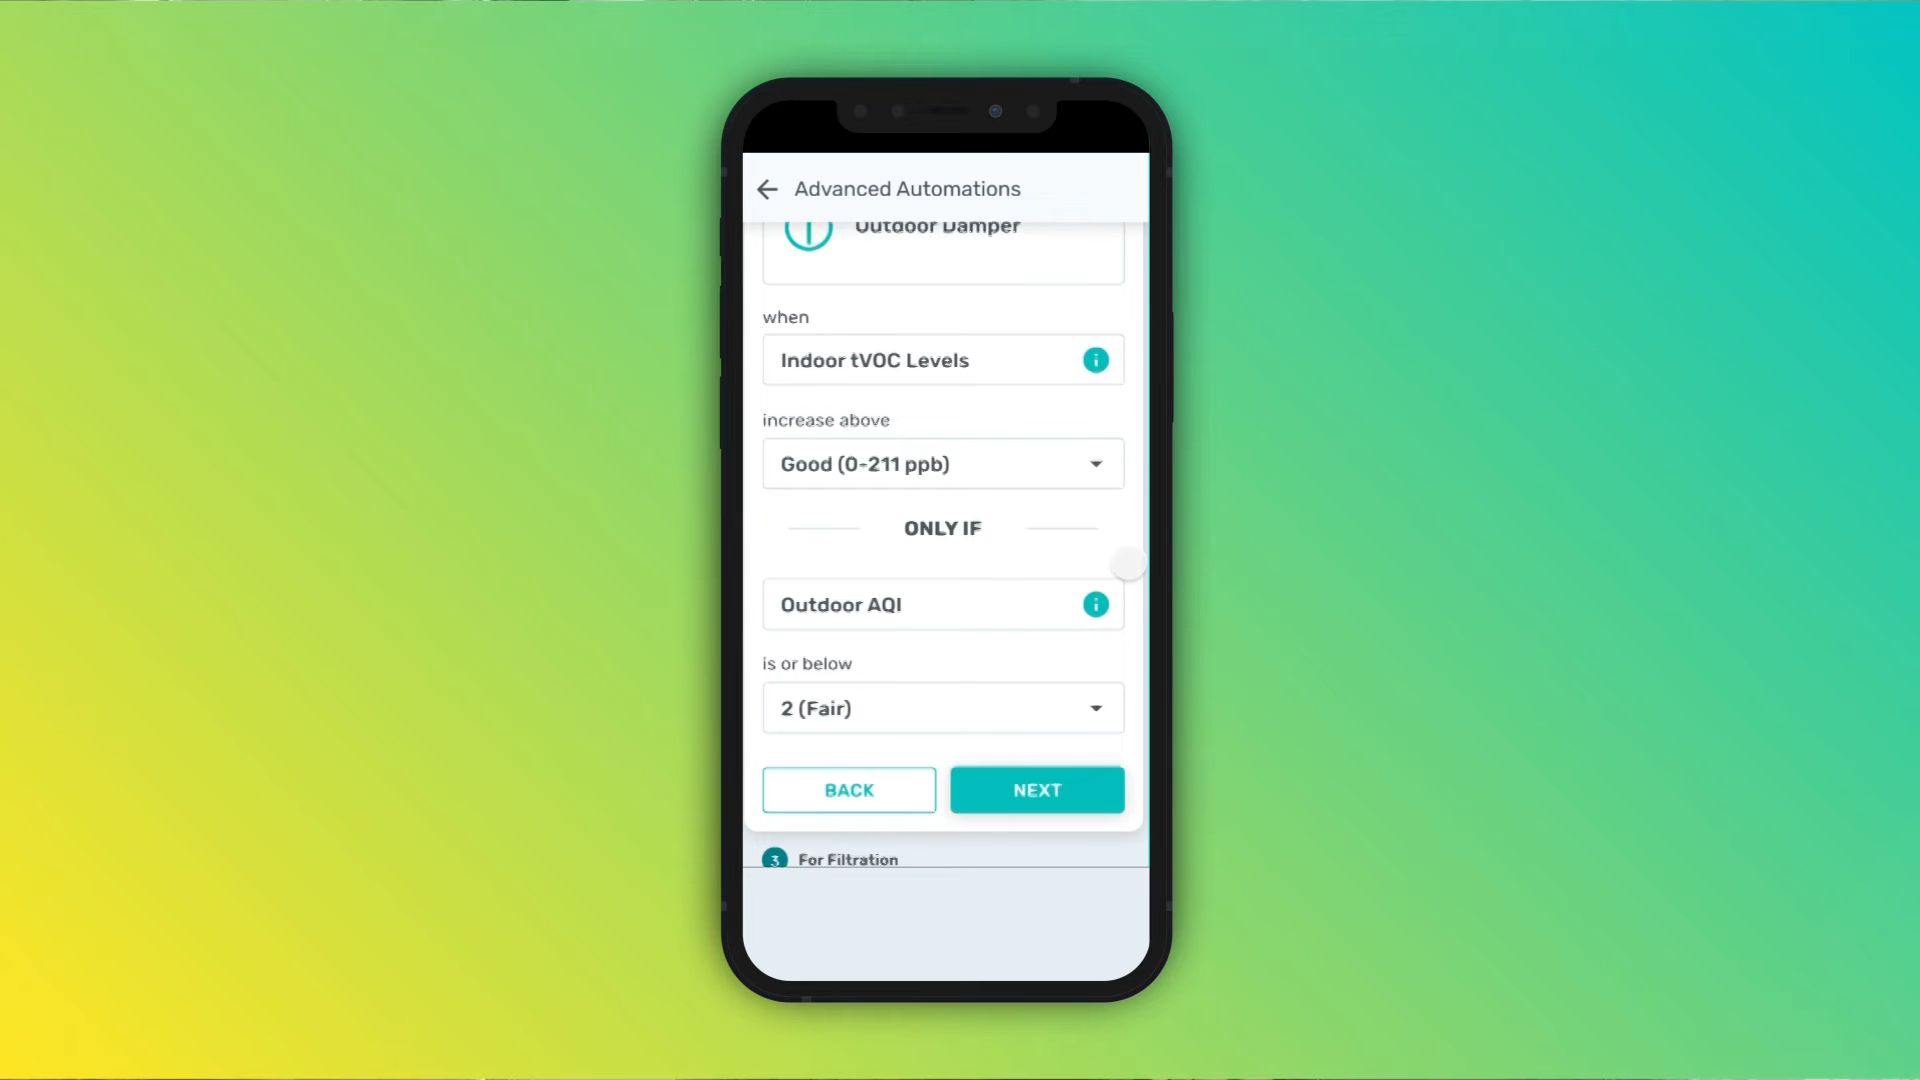 Advanced Automations
Outdoor Damper
when
Indoor tVOC Levels
increase above
Good (0-211 ppb)
ONLY IF
Outdoor AQI
is or below
2 (Fair)
BACK NEXT
3 For Filtration